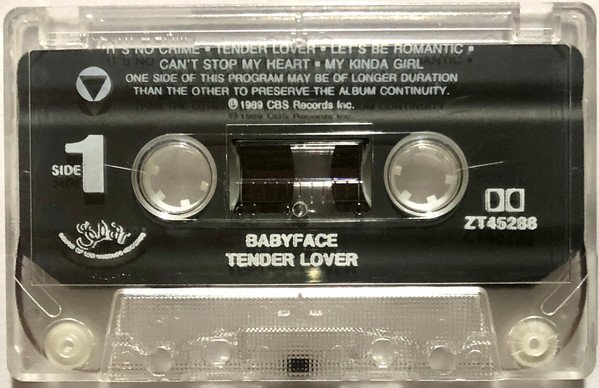 IT'S NO CRIME • TENDER LOVER • LET'S BE ROMANTIC •
CAN'T STOP MY HEART • MY KINDA GIRL
ONE SIDE OF THIS PROGRAM MAY BE OF LONGER DURATION
THAN THE OTHER TO PRESERVE THE ALBUM CONTINUITY.
℗ 1989 CBS Records Inc.
SIDE 1
ZT45288
Solar
BABYFACE
TENDER LOVER